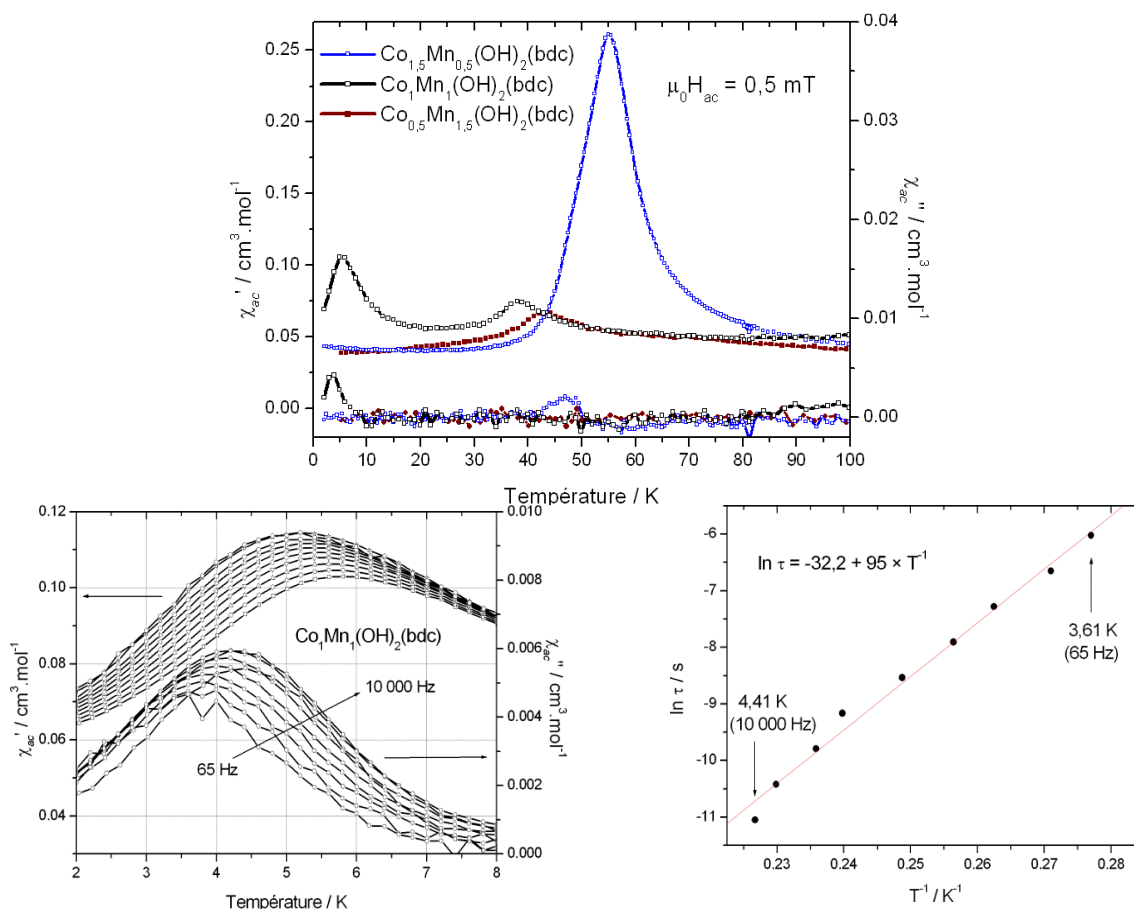 Co1,5Mn0,5(OH)2(bdc)
Co1Mn1(OH)2(bdc)
Co0,5Mn1,5(OH)2(bdc)
μ0Hac = 0,5 mT
χac' / cm3.mol-1
0.25
0.20
0.15
0.10
0.05
0.00
χac'' / cm3.mol-1
0.04
0.03
0.02
0.01
0.00
0 10 20 30 40 50 60 70 80 90 100
Température / K
χac' / cm3.mol-1
0.12
0.10
0.08
0.06
0.04
Co1Mn1(OH)2(bdc)
10 000 Hz
65 Hz
χac'' / cm3.mol-1
0.010
0.008
0.006
0.004
0.002
0.000
2 3 4 5 6 7 8
Température / K
ln τ / s
-6
-7
-8
-9
-10
-11
ln τ = -32,2 + 95 × T-1
3,61 K
(65 Hz)
4,41 K
(10 000 Hz)
0.23 0.24 0.25 0.26 0.27 0.28
T-1 / K-1